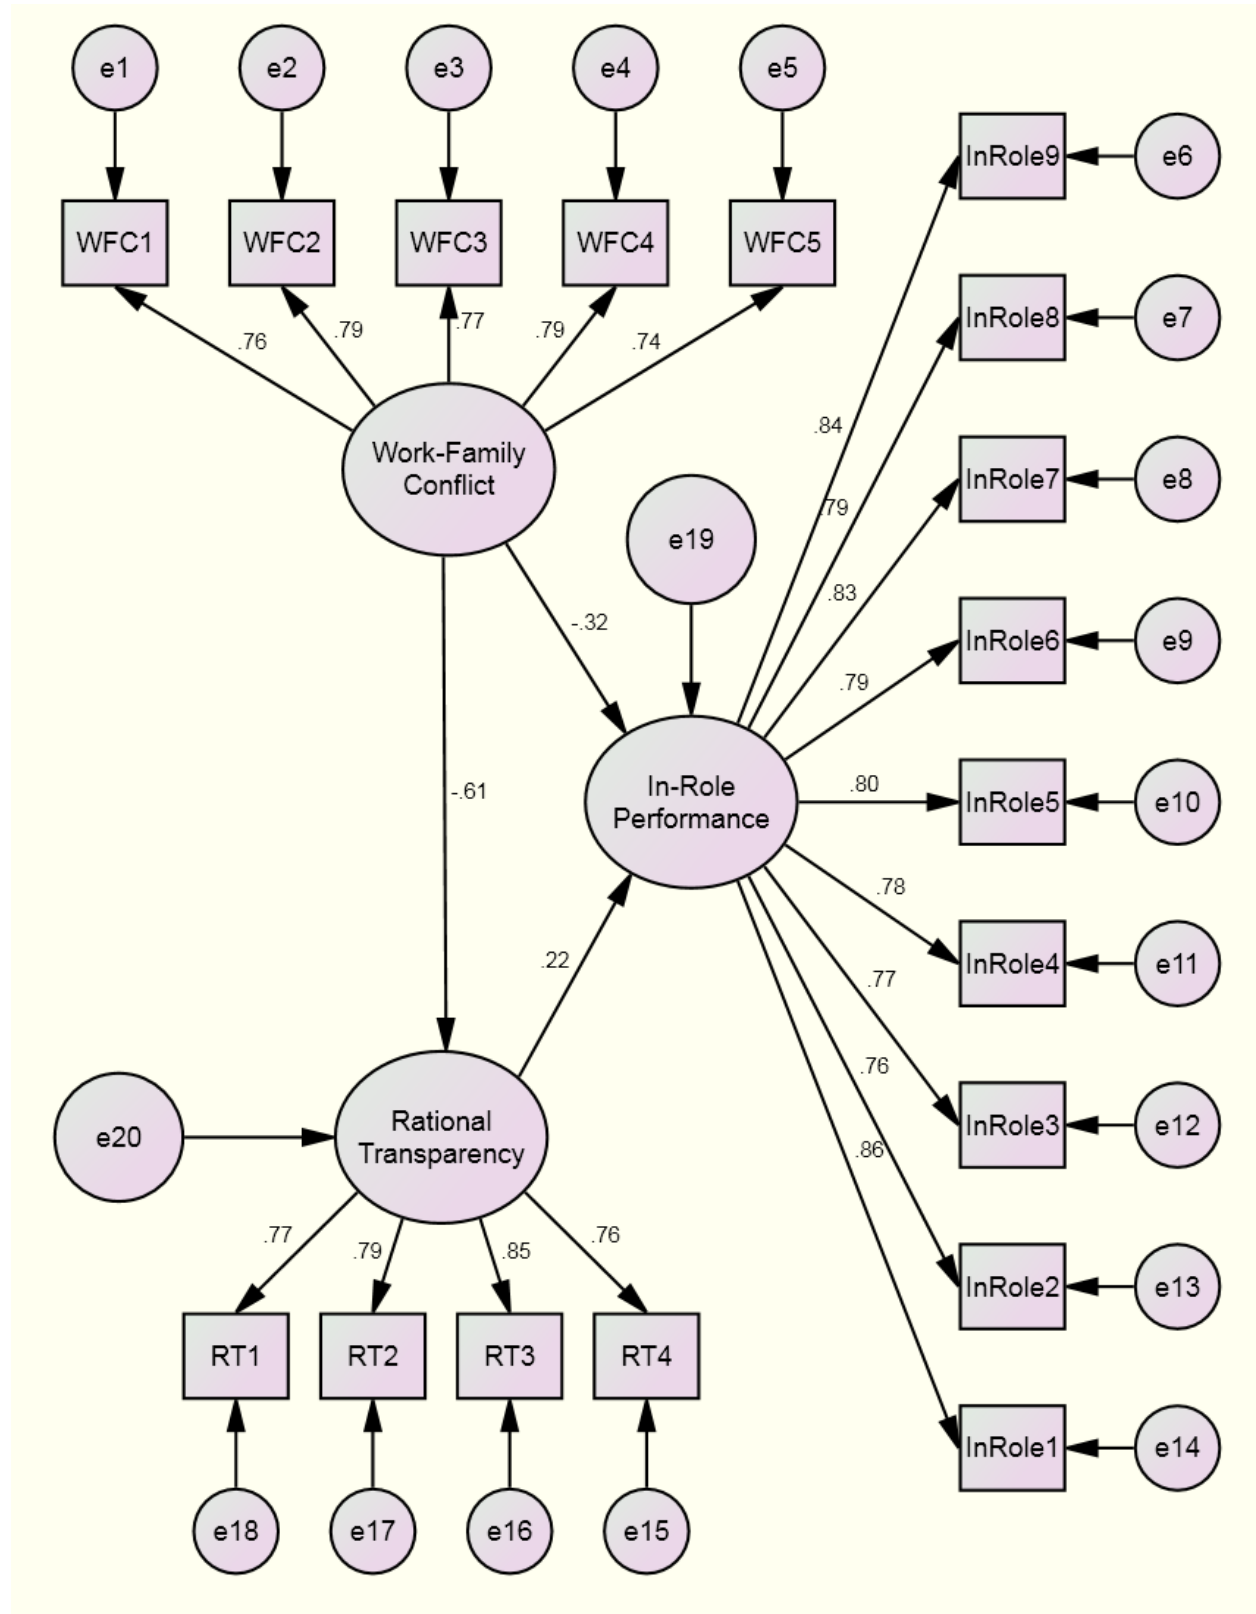 e1
e2
e3
e4
e5
WFC1
WFC2
WFC3
WFC4
WFC5
.76
.79
.77
.79
.74
Work-Family
Conflict
InRole9
e6
InRole8
e7
InRole7
e8
InRole6
e9
InRole5
e10
InRole4
e11
InRole3
e12
InRole2
e13
InRole1
e14
.84
.79
.83
.79
.80
.78
.77
.76
.86
e19
-.32
In-Role
Performance
-.61
.22
e20
Rational
Transparency
.77
.79
.85
.76
RT1
RT2
RT3
RT4
e18
e17
e16
e15